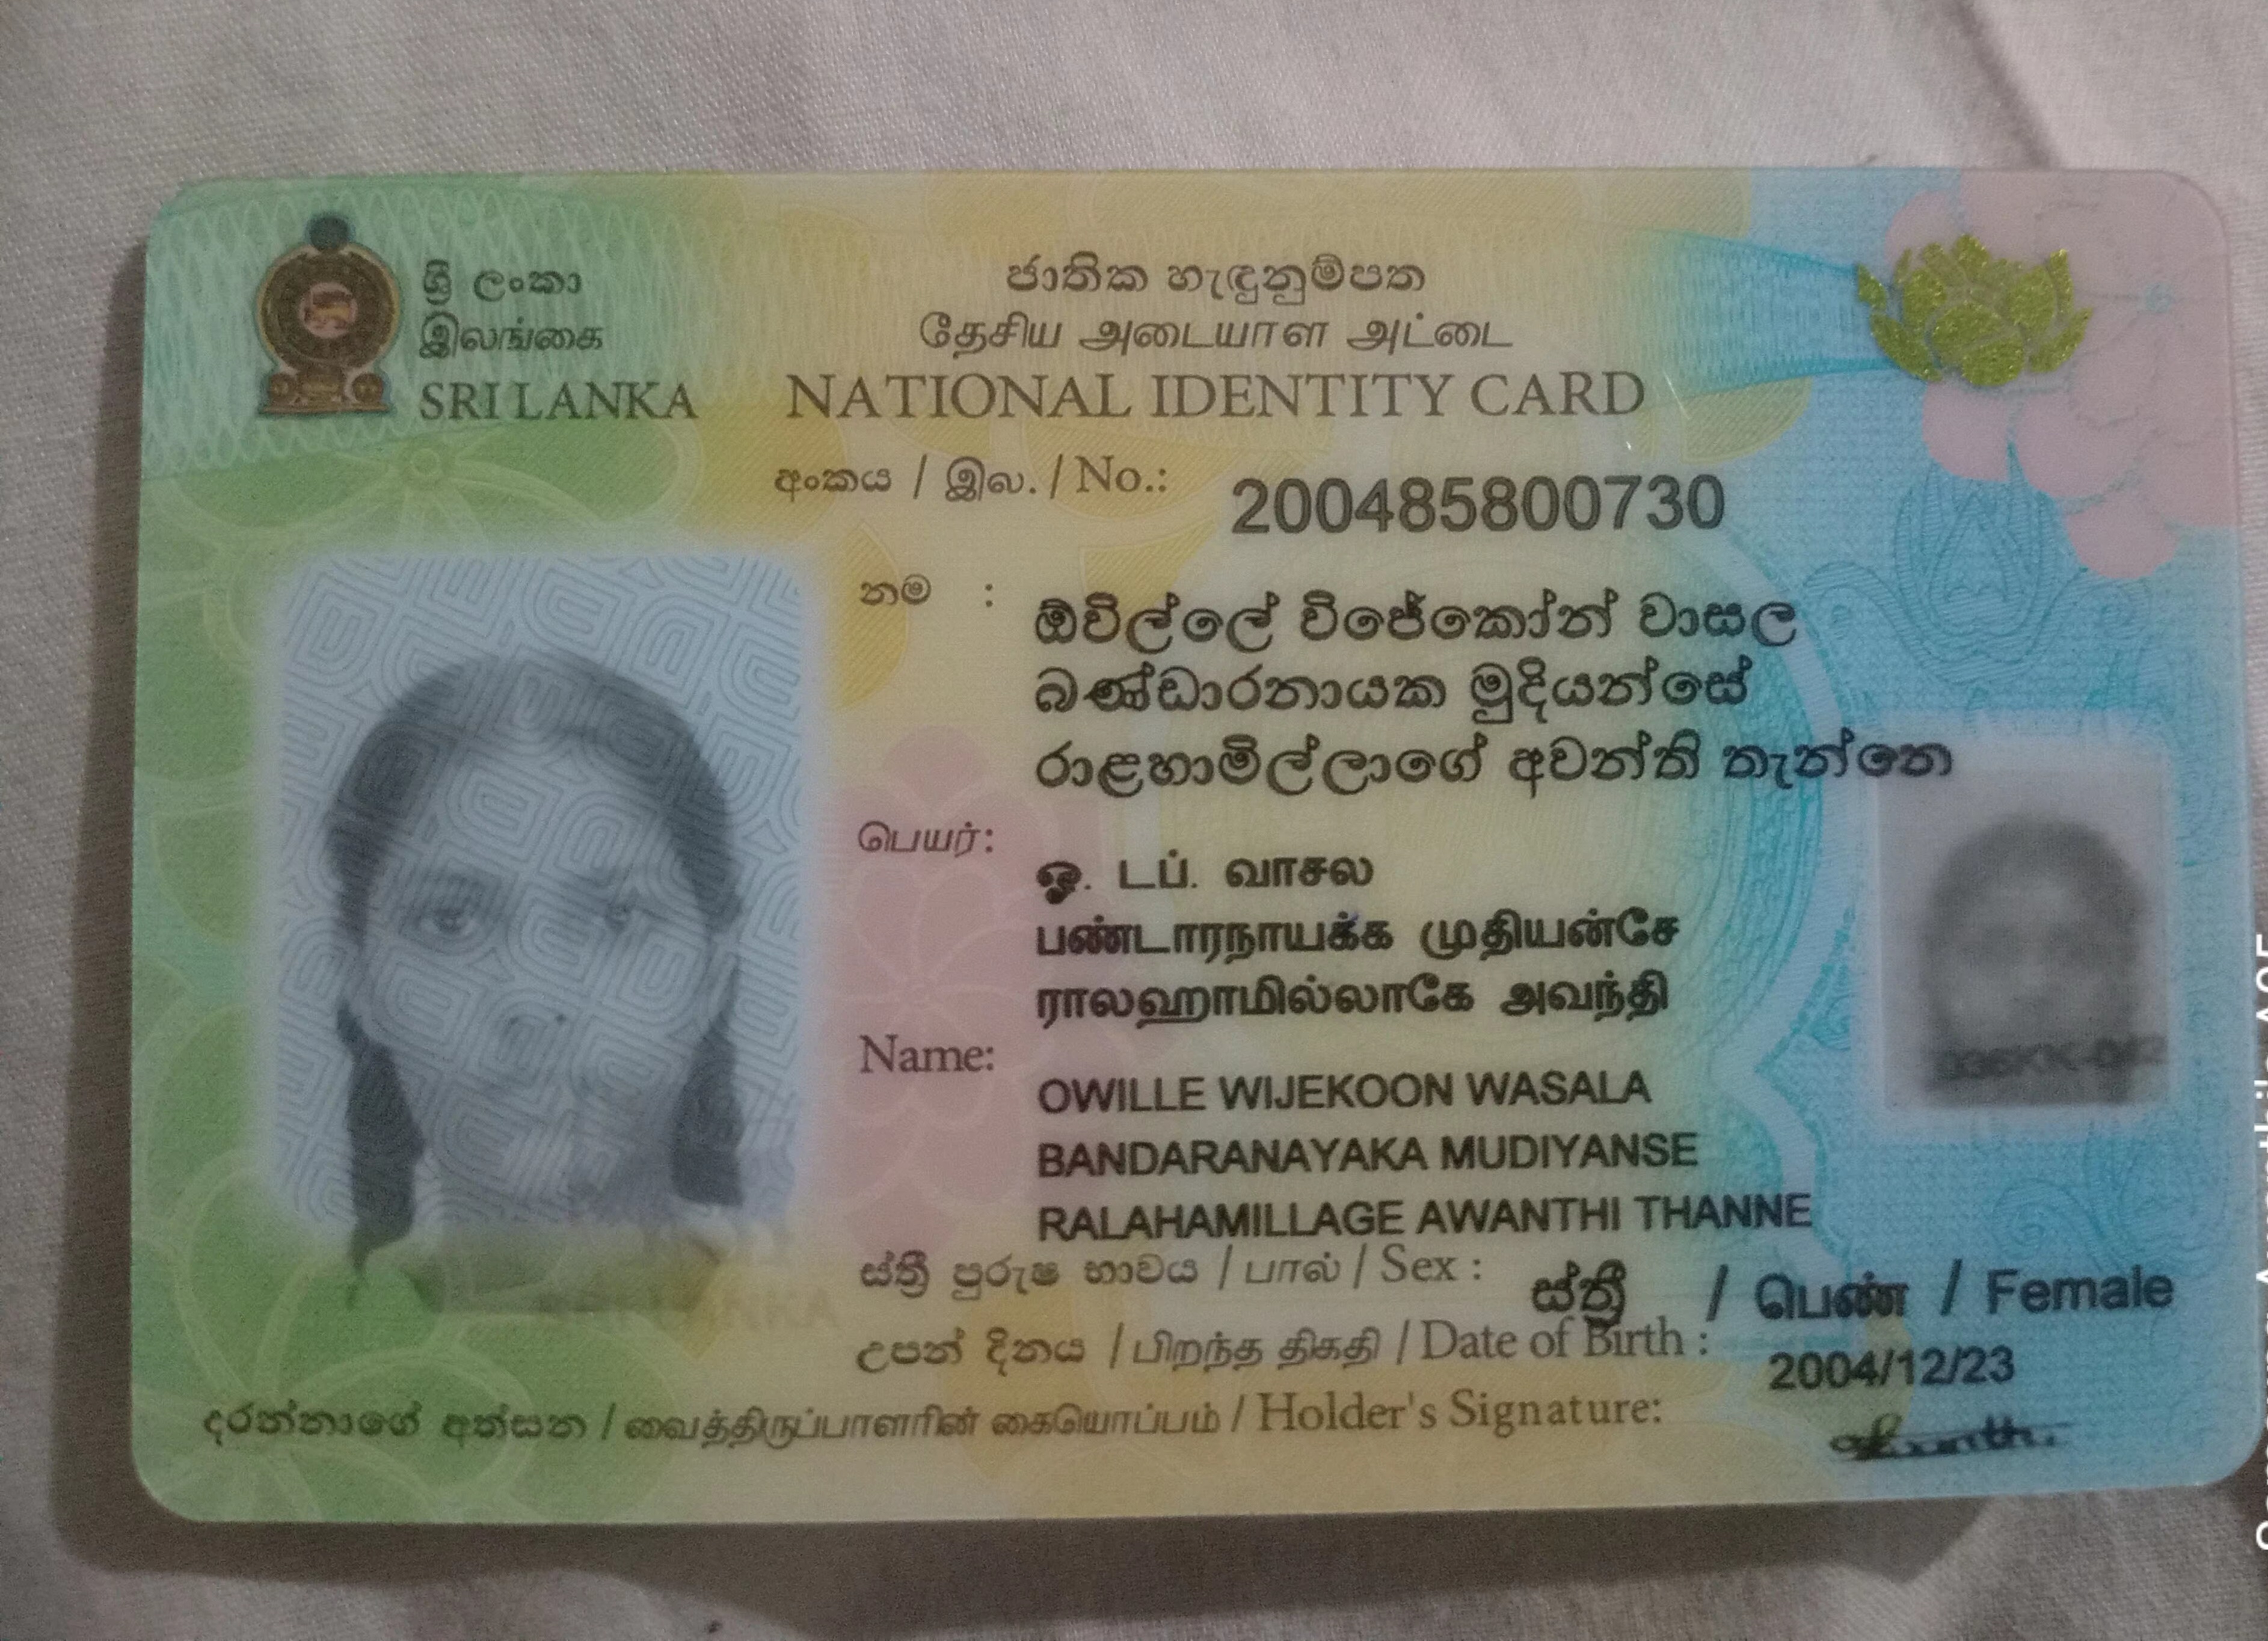 ශ්‍රී ලංකා
இலங்கை
SRI LANKA
ජාතික හැඳුනුම්පත
தேசிய அடையாள அட்டை
NATIONAL IDENTITY CARD
අංකය / இல. / No.: 200485800730
නම :
ඕවිල්ලේ විජේකෝන් වාසල
බණ්ඩාරනායක මුදියන්සේ
රාළහාමිල්ලාගේ අවන්ති තැන්නෙ
பெயர்:
ஓ. டப். வாசல
பண்டாரநாயக்க முதியன்சே
ராலஹாமில்லாகே அவந்தி
Name:
OWILLE WIJEKOON WASALA
BANDARANAYAKA MUDIYANSE
RALAHAMILLAGE AWANTHI THANNE
ස්ත්‍රී පුරුෂ භාවය / பால் / Sex : ස්ත්‍රී / பெண் / Female
උපන් දිනය / பிறந்த திகதி / Date of Birth : 2004/12/23
දරන්නාගේ අත්සන / வைத்திருப்பாளரின் கையொப்பம் / Holder's Signature: